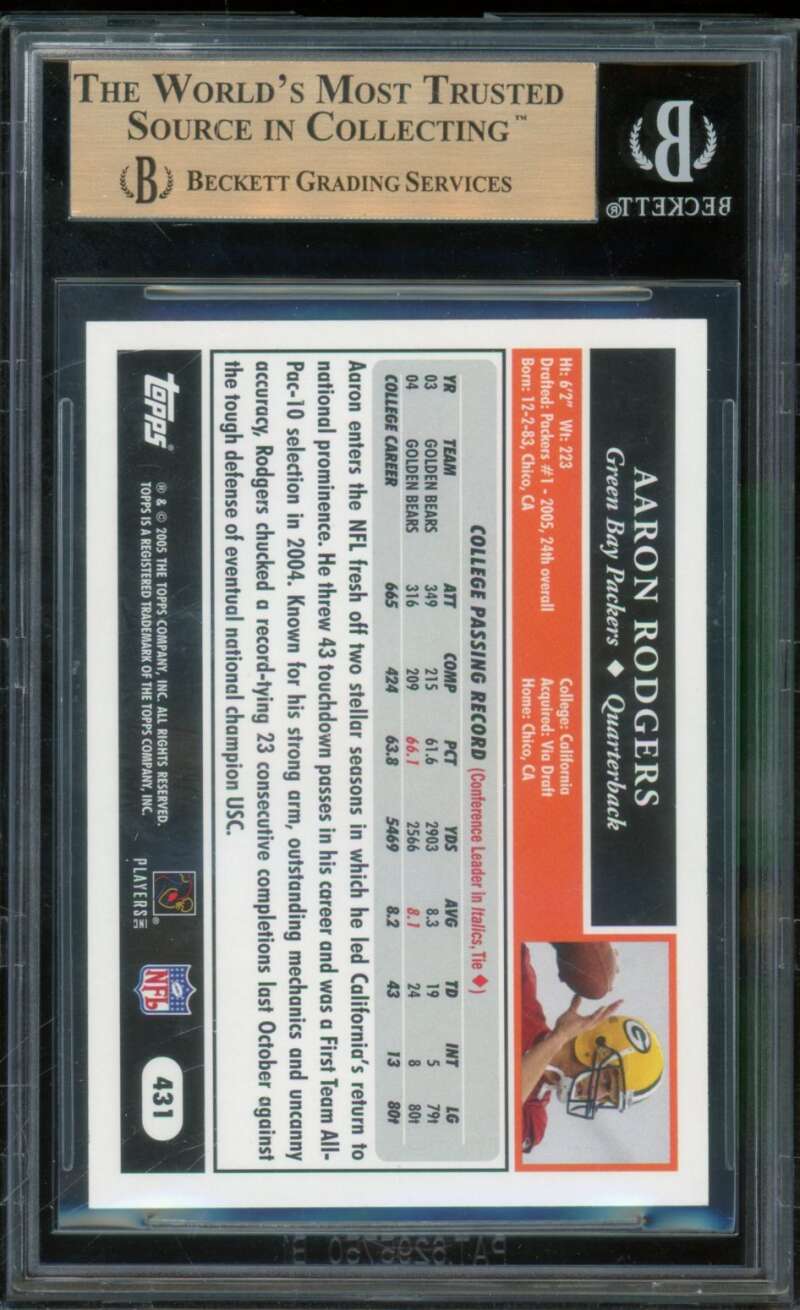 THE WORLD'S MOST TRUSTED
SOURCE IN COLLECTING™
B BECKETT GRADING SERVICES
B
BECKETT®
AARON RODGERS
Green Bay Packers ♦ Quarterback
Ht: 6'2" Wt: 223 College: California
Drafted: Packers #1 - 2005, 24th overall Acquired: Via Draft
Born: 12-2-83, Chico, CA Home: Chico, CA
COLLEGE PASSING RECORD (Conference Leader in Italics, Tie ♦)
YR TEAM ATT COMP PCT YDS AVG TD INT LG
03 GOLDEN BEARS 349 215 61.6 2903 8.3 19 5 79t
04 GOLDEN BEARS 316 209 66.1 2566 8.1 24 8 80t
COLLEGE CAREER 665 424 63.8 5469 8.2 43 13 80t
Aaron enters the NFL fresh off two stellar seasons in which he led California's return to
national prominence. He threw 43 touchdown passes in his career and was a First Team All-
Pac-10 selection in 2004. Known for his strong arm, outstanding mechanics and uncanny
accuracy, Rodgers chucked a record-tying 23 consecutive completions last October against
the tough defense of eventual national champion USC.
topps®
® & © 2005 THE TOPPS COMPANY, INC. ALL RIGHTS RESERVED.
TOPPS IS A REGISTERED TRADEMARK OF THE TOPPS COMPANY, INC.
PLAYERS INC
NFL
431